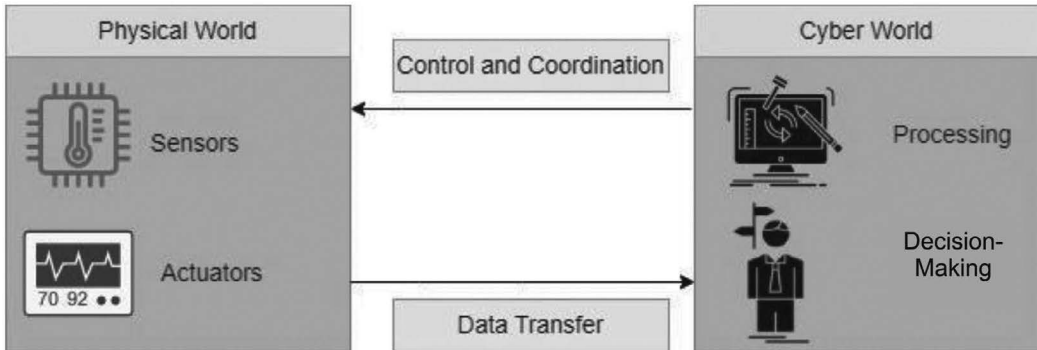 Physical World
Control and Coordination
Cyber World
Sensors
Processing
Actuators
70 92
Decision-
Making
Data Transfer